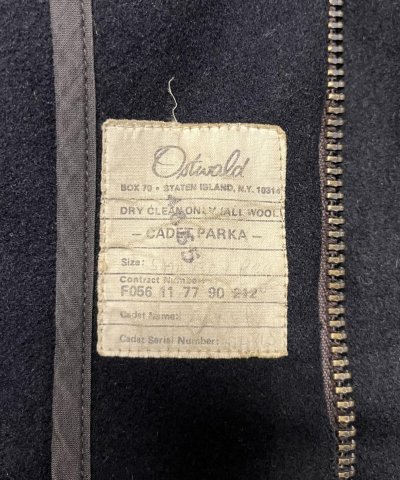 Ostwald
BOX 70 • STATEN ISLAND, N.Y. 10314
DRY CLEAN ONLY (ALL WOOL
— CADET PARKA —
Size:
Contract Number:
F056 11 77 90 212
Cadet Name:
Cadet Serial Number: